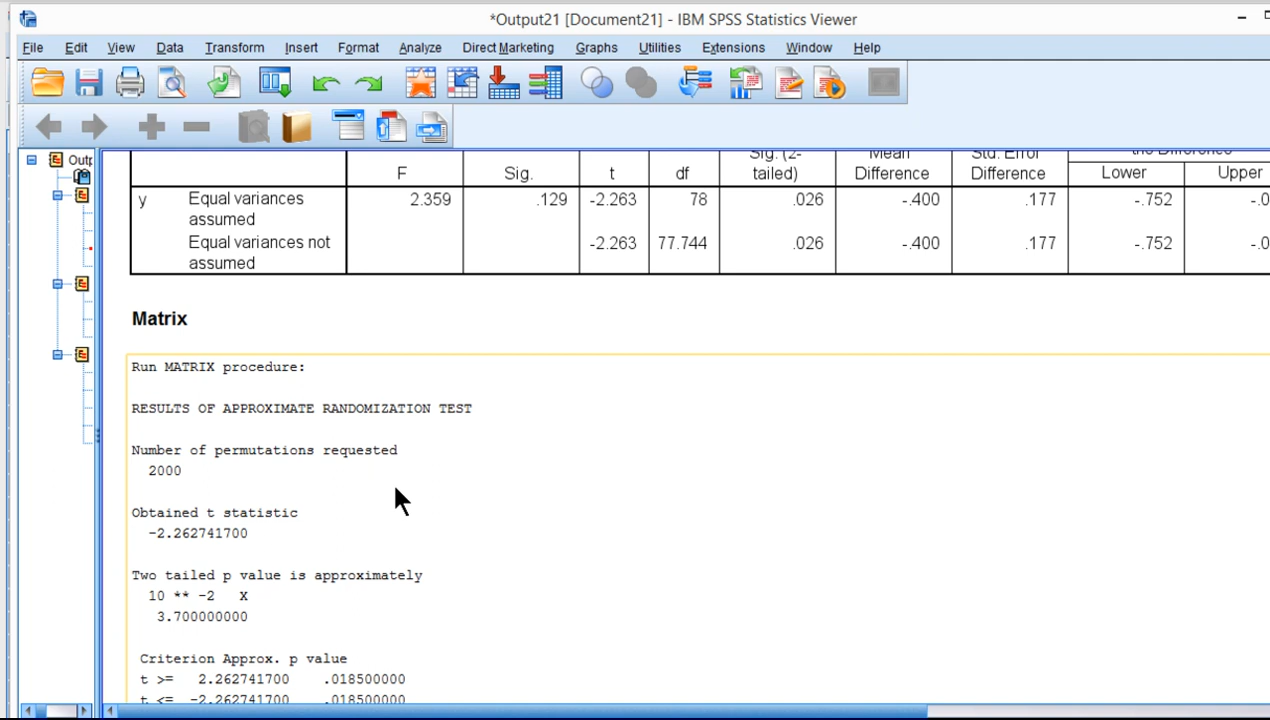 *Output21 [Document21] - IBM SPSS Statistics Viewer
File Edit View Data Transform Insert Format Analyze Direct Marketing Graphs Utilities Extensions Window Help
Outp
F Sig. t df Sig. (2-tailed) Mean Difference Std. Error Difference Lower Upper
y Equal variances assumed 2.359 .129 -2.263 78 .026 -.400 .177 -.752 -.0
Equal variances not assumed -2.263 77.744 .026 -.400 .177 -.752 -.0
Matrix
Run MATRIX procedure:
RESULTS OF APPROXIMATE RANDOMIZATION TEST
Number of permutations requested
2000
Obtained t statistic
-2.262741700
Two tailed p value is approximately
10 ** -2 X
3.700000000
Criterion Approx. p value
t >= 2.262741700 .018500000
t <= -2.262741700 .018500000